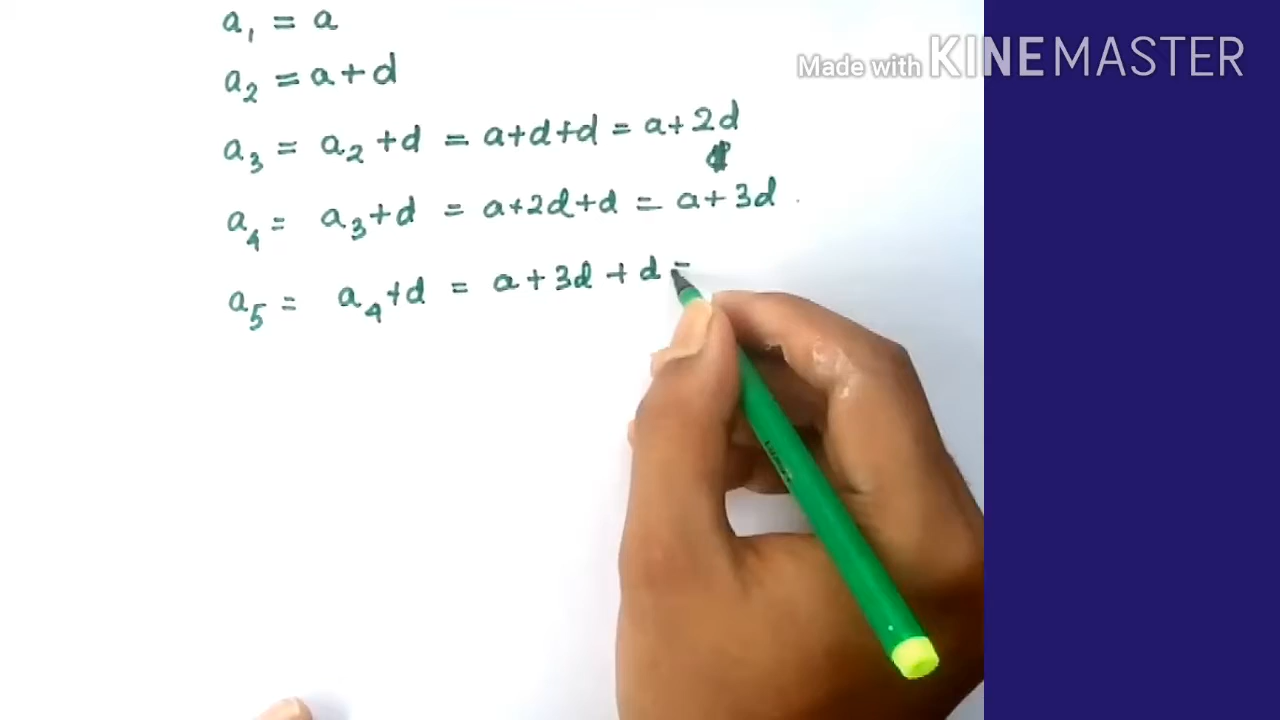 a₁ = a
Made with KINEMASTER
a₂ = a + d
a₃ = a₂ + d = a + d + d = a + 2d
a₄ = a₃ + d = a + 2d + d = a + 3d
a₅ = a₄ + d = a + 3d + d =